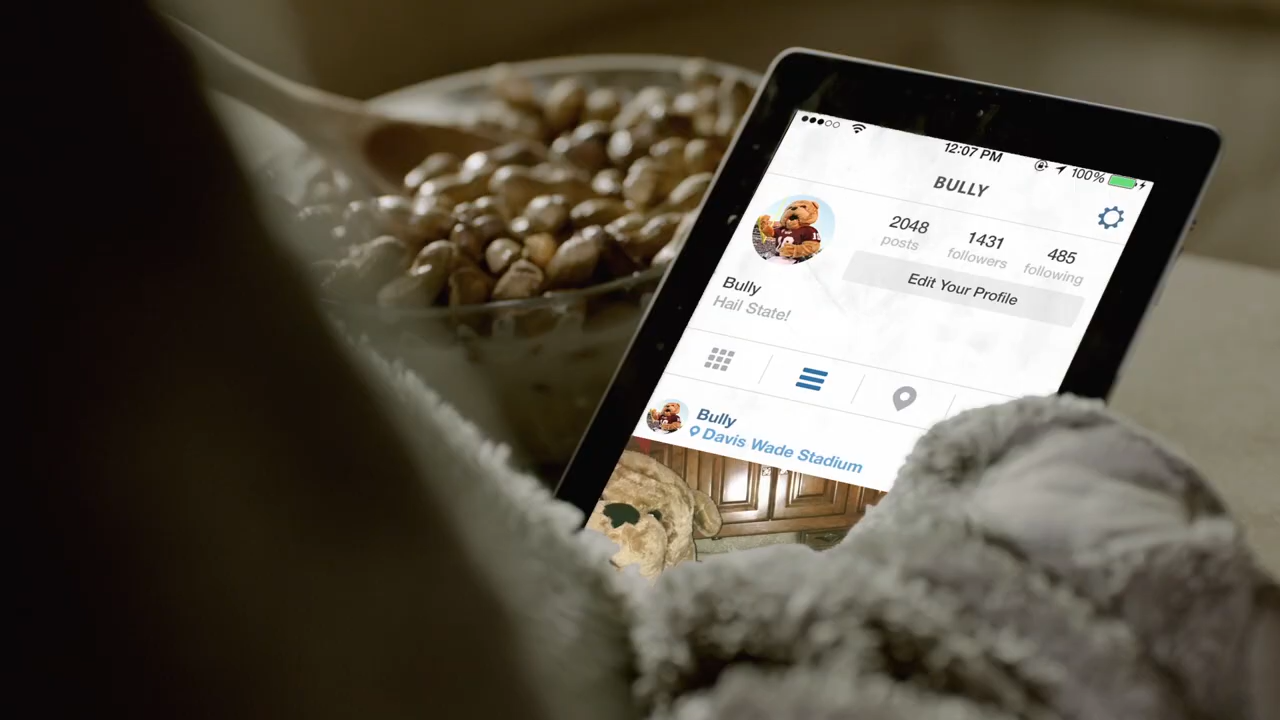 12:07 PM
100%
BULLY
2048 posts
1431 followers
485 following
Edit Your Profile
Bully
Hail State!
Bully
Davis Wade Stadium